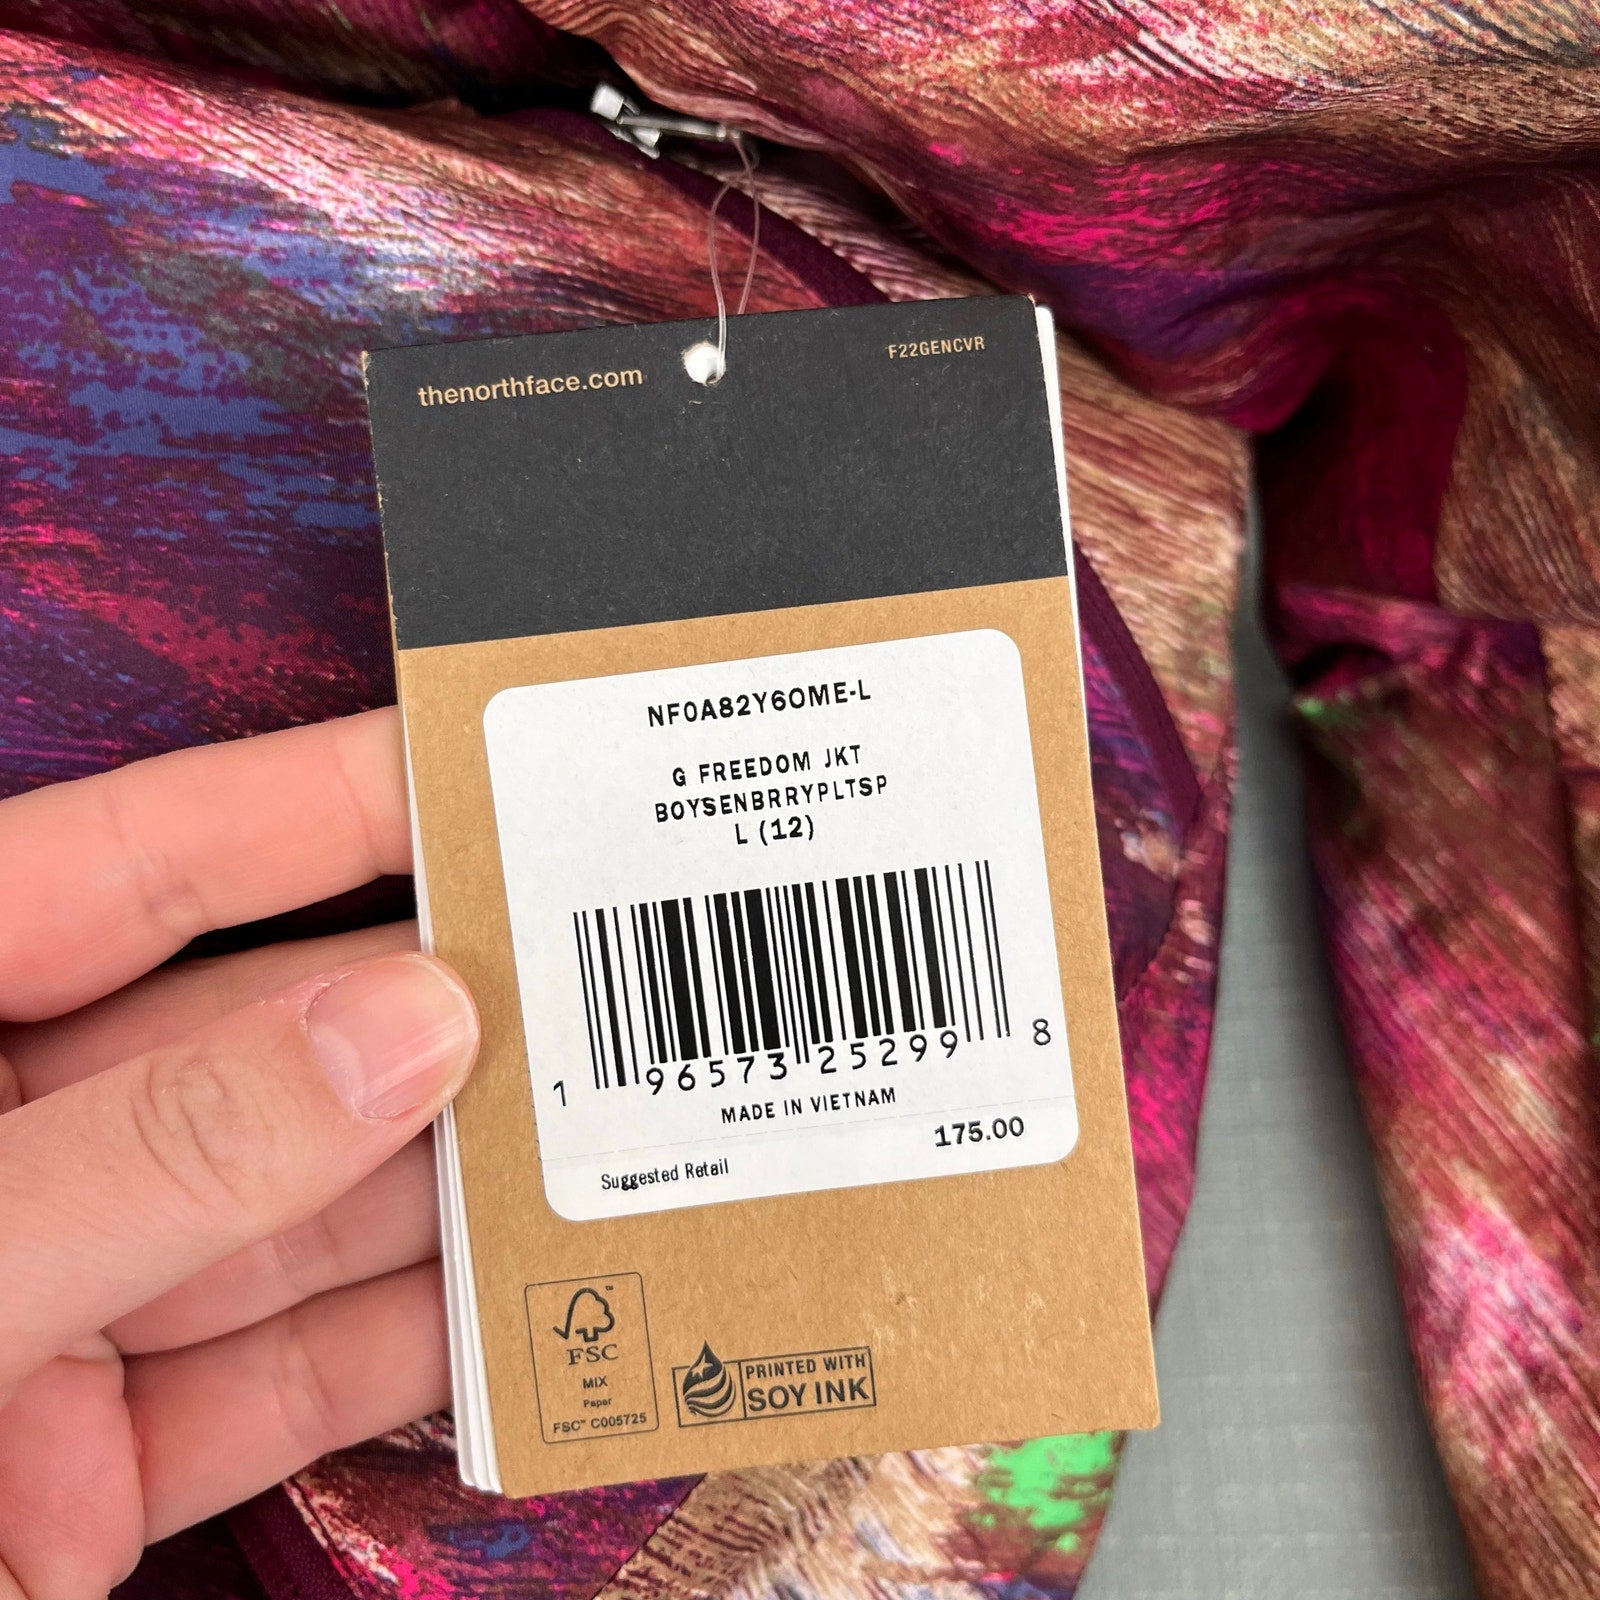 thenorthface.com
F22GENCVR
NF0A82Y6OME-L
G FREEDOM JKT
BOYSENBRRYPLTSP
L (12)
1 96573 25299 8
MADE IN VIETNAM
175.00
Suggested Retail
FSC™
MIX
Paper
FSC™ C005725
PRINTED WITH
SOY INK